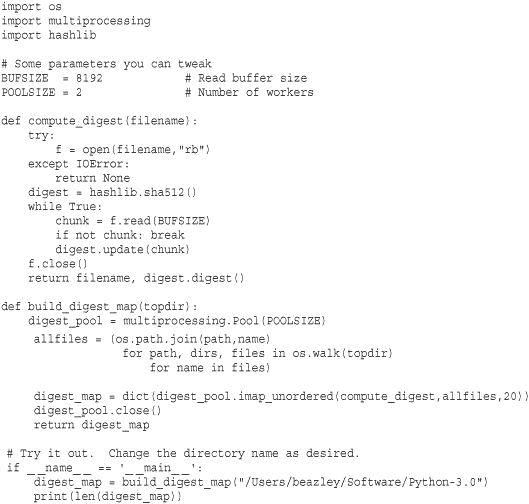 import os
import multiprocessing
import hashlib

# Some parameters you can tweak
BUFSIZE  = 8192          # Read buffer size
POOLSIZE = 2             # Number of workers

def compute_digest(filename):
    try:
        f = open(filename,"rb")
    except IOError:
        return None
    digest = hashlib.sha512()
    while True:
        chunk = f.read(BUFSIZE)
        if not chunk: break
        digest.update(chunk)
    f.close()
    return filename, digest.digest()

def build_digest_map(topdir):
    digest_pool = multiprocessing.Pool(POOLSIZE)
    allfiles = (os.path.join(path,name)
                 for path, dirs, files in os.walk(topdir)
                     for name in files)

    digest_map = dict(digest_pool.imap_unordered(compute_digest,allfiles,20))
    digest_pool.close()
    return digest_map

# Try it out.  Change the directory name as desired.
if __name__ == '__main__':
    digest_map = build_digest_map("/Users/beazley/Software/Python-3.0")
    print(len(digest_map))